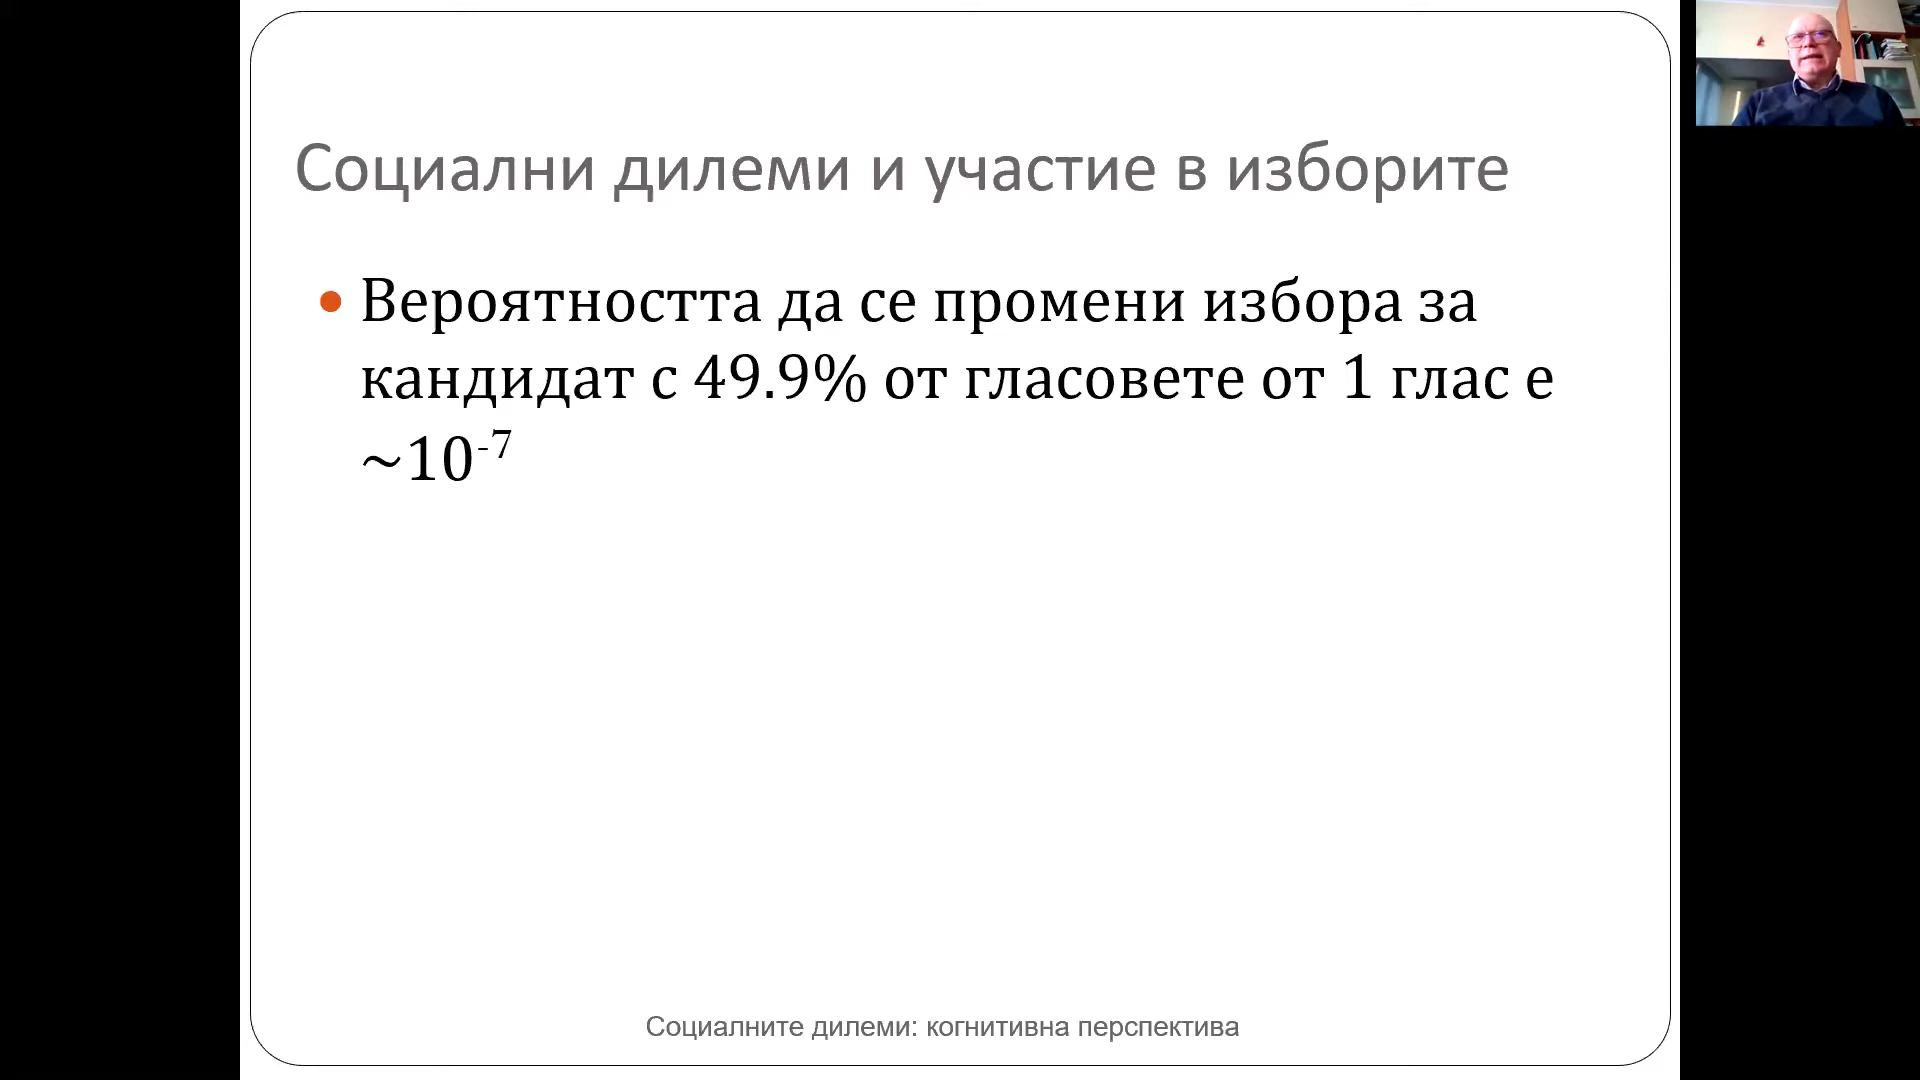 Социални дилеми и участие в изборите
• Вероятността да се промени избора за
кандидат с 49.9% от гласовете от 1 глас е
~10⁻⁷
Социалните дилеми: когнитивна перспектива